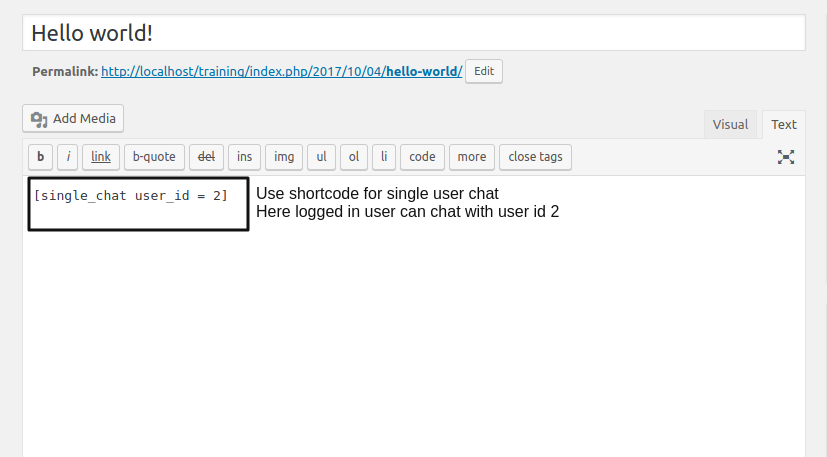 Hello world!
Permalink: http://localhost/training/index.php/2017/10/04/hello-world/ Edit
Add Media
Visual Text
b i link b-quote del ins img ul ol li code more close tags
[single_chat user_id = 2] Use shortcode for single user chat
Here logged in user can chat with user id 2